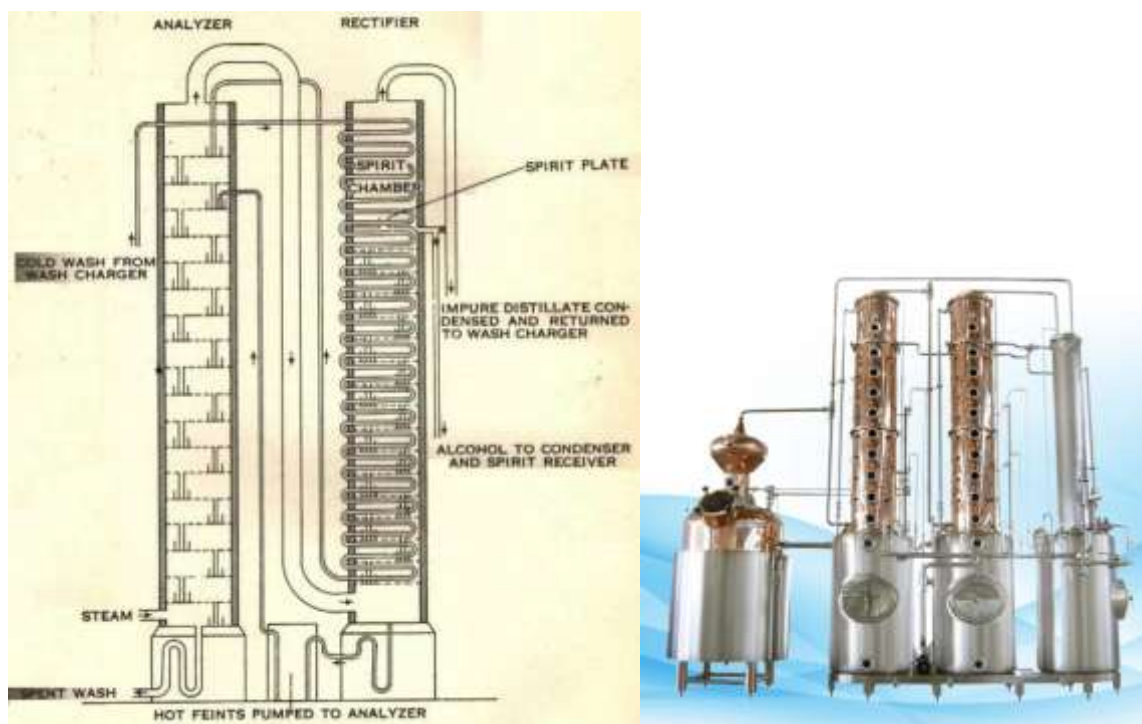 ANALYZER
RECTIFIER
SPIRIT
CHAMBER
SPIRIT PLATE
COLD WASH FROM
WASH CHARGER
IMPURE DISTILLATE CON-
DENSED AND RETURNED
TO WASH CHARGER
ALCOHOL TO CONDENSER
AND SPIRIT RECEIVER
STEAM
SPENT WASH
HOT FEINTS PUMPED TO ANALYZER